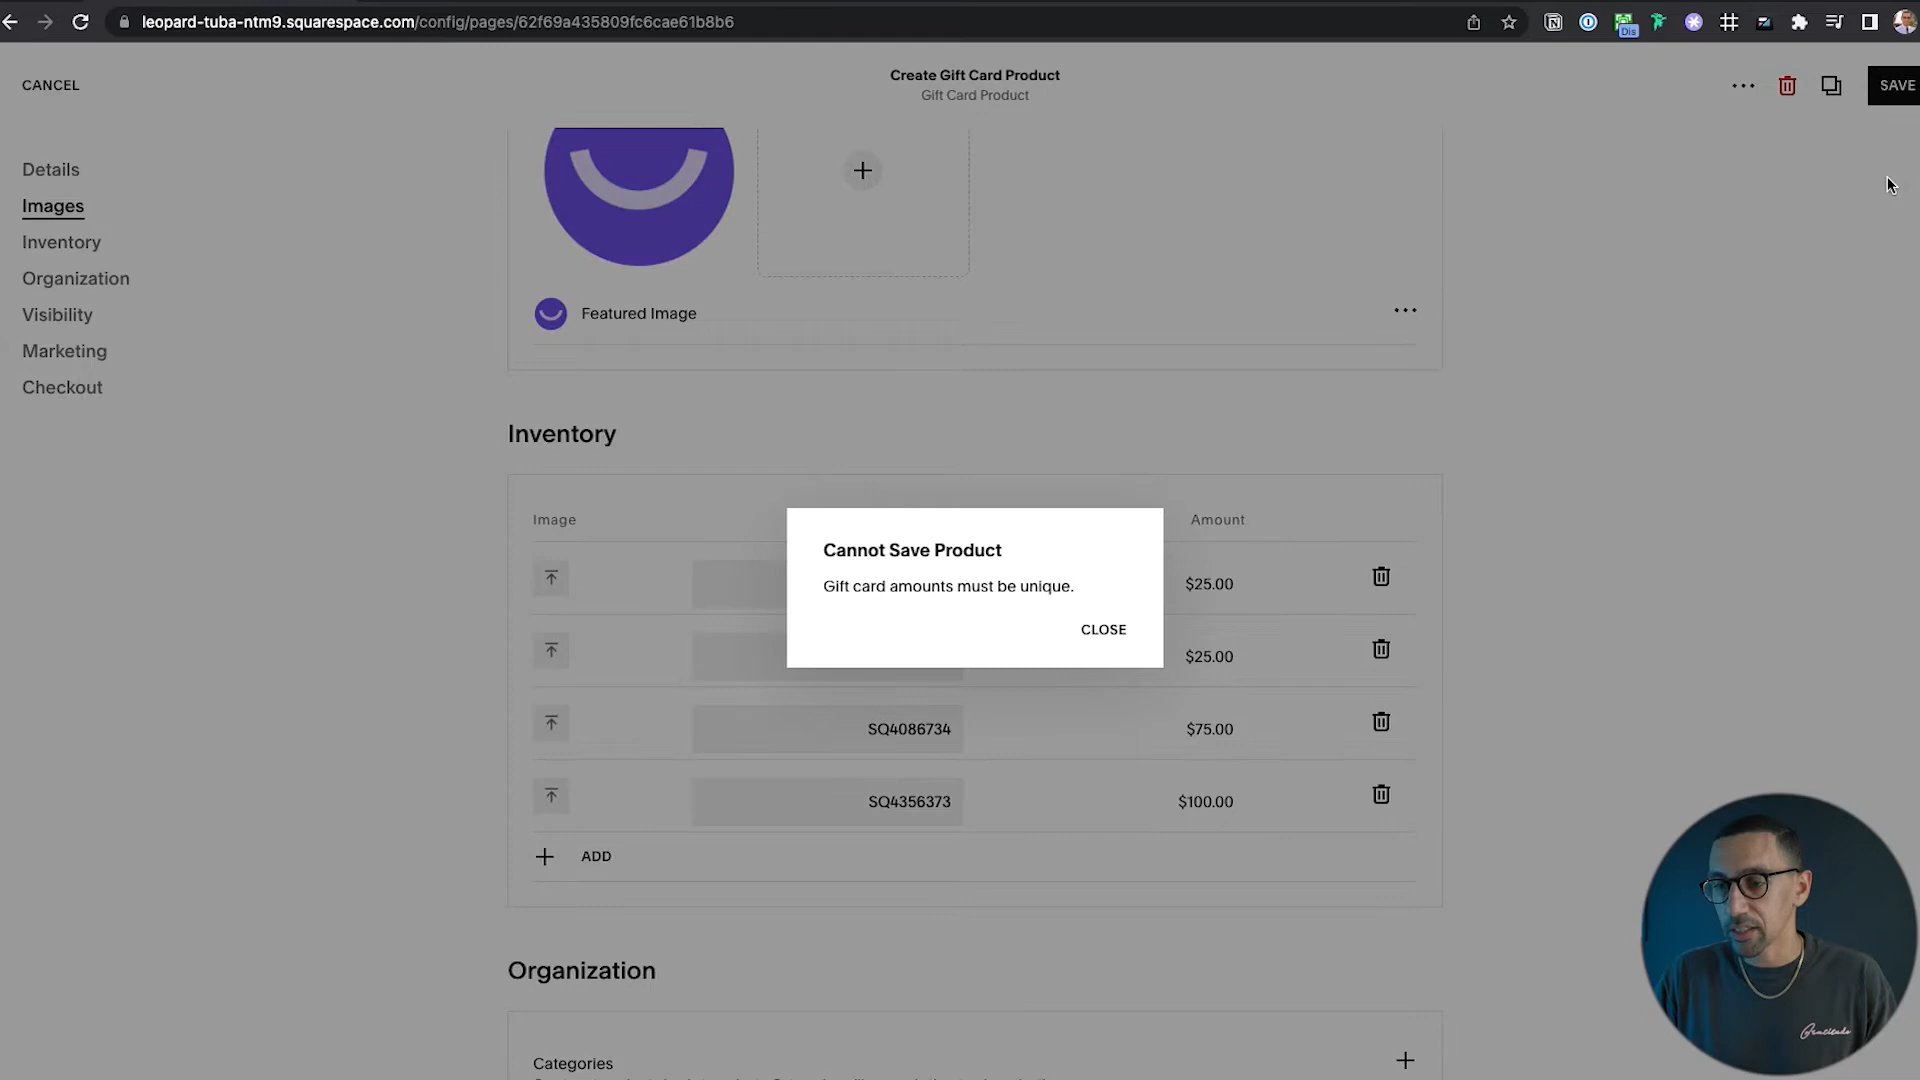 leopard-tuba-ntm9.squarespace.com/config/pages/62f69a435809fc6cae61b8b6
Dis
CANCEL
Create Gift Card Product
Gift Card Product
SAVE
Details
Images
Inventory
Organization
Visibility
Marketing
Checkout
Featured Image
Inventory
Image
Amount
Cannot Save Product
Gift card amounts must be unique.
CLOSE
$25.00
$25.00
SQ4086734
$75.00
SQ4356373
$100.00
ADD
Organization
Categories
Gratitude